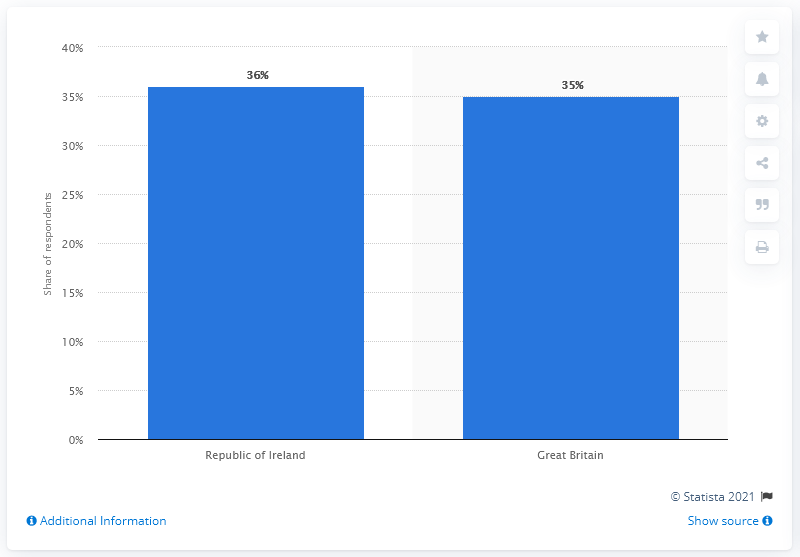 40%
36%
35%
35%
30%
25%
20%
15%
10%
5%
0%
Share of respondents
Republic of Ireland
Great Britain
© Statista 2021
Additional Information
Show source